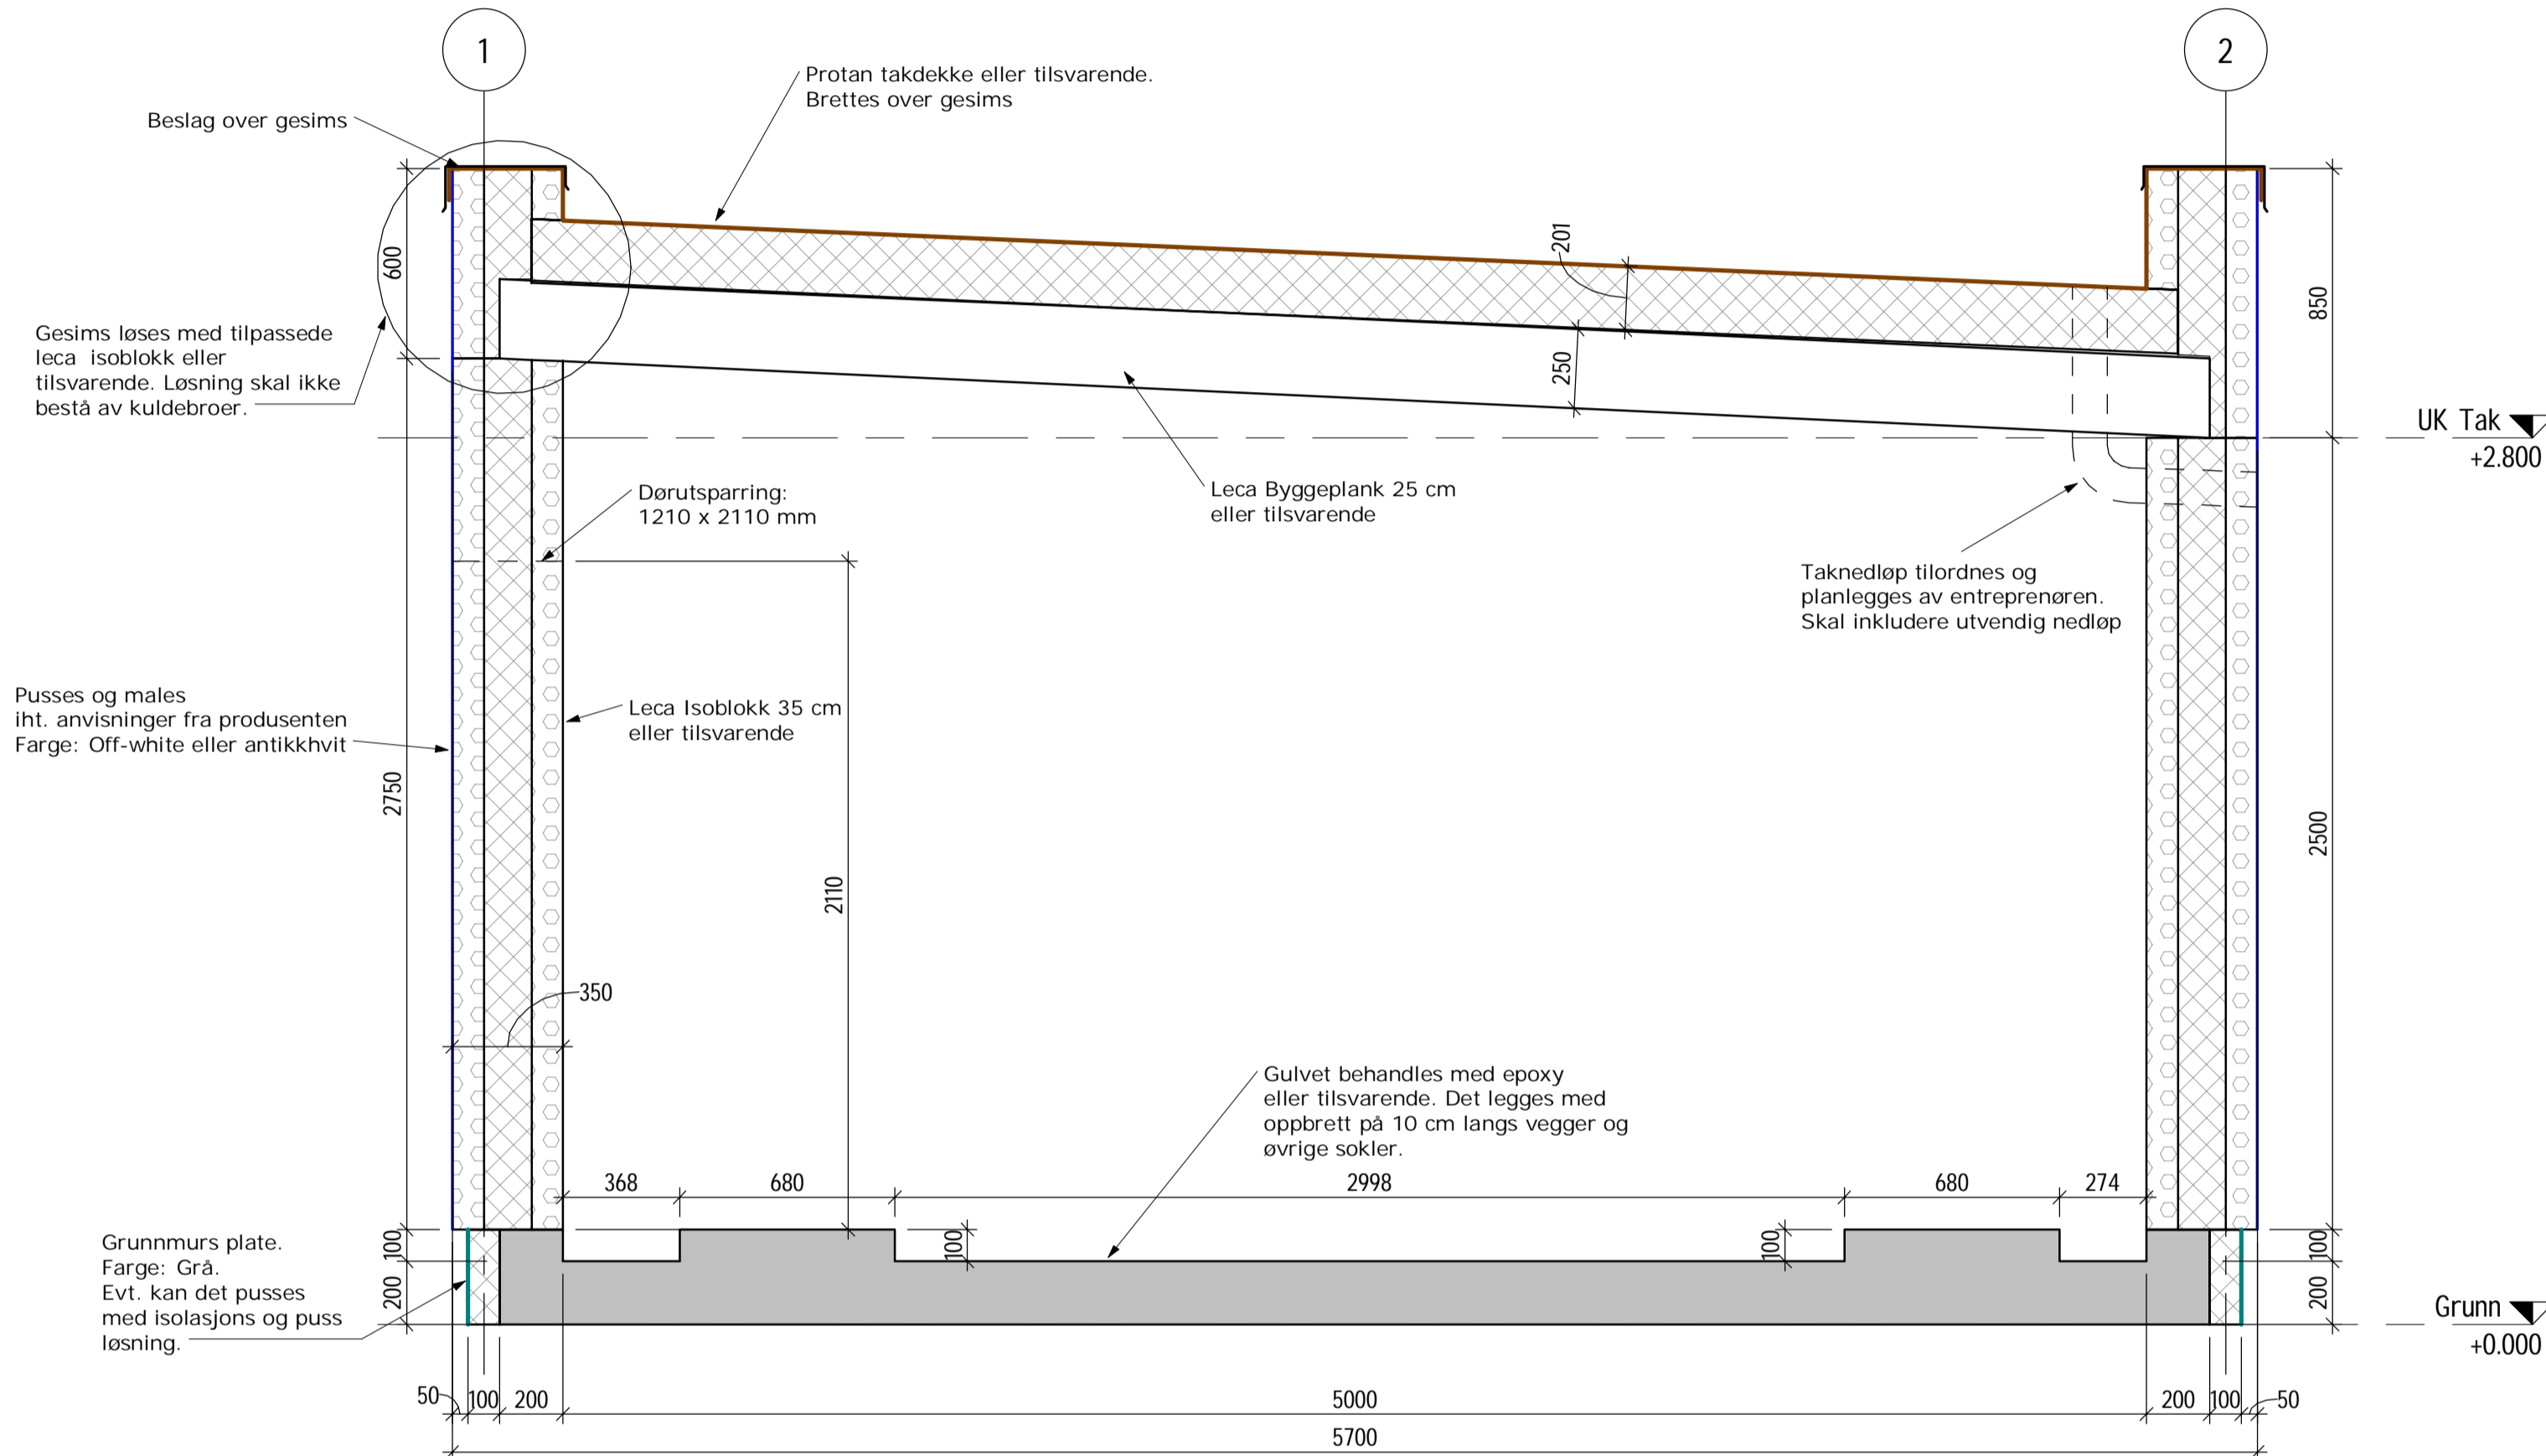 1
2
Protan takdekke eller tilsvarende.
Brettes over gesims
Beslag over gesims
600
201
850
250
Gesims løses med tilpassede
leca isoblokk eller
tilsvarende. Løsning skal ikke
bestå av kuldebroer.
UK Tak
+2.800
Dørutsparring:
1210 x 2110 mm
Leca Byggeplank 25 cm
eller tilsvarende
Taknedløp tilordnes og
planlegges av entreprenøren.
Skal inkludere utvendig nedløp
Pusses og males
iht. anvisninger fra produsenten
Farge: Off-white eller antikkhvit
Leca Isoblokk 35 cm
eller tilsvarende
2750
2500
2110
350
Gulvet behandles med epoxy
eller tilsvarende. Det legges med
oppbrett på 10 cm langs vegger og
øvrige sokler.
368
680
2998
680
274
100
100
100
100
Grunnmurs plate.
Farge: Grå.
Evt. kan det pusses
med isolasjons og puss
løsning.
200
200
Grunn
+0.000
50
100
200
5000
200
100
50
5700